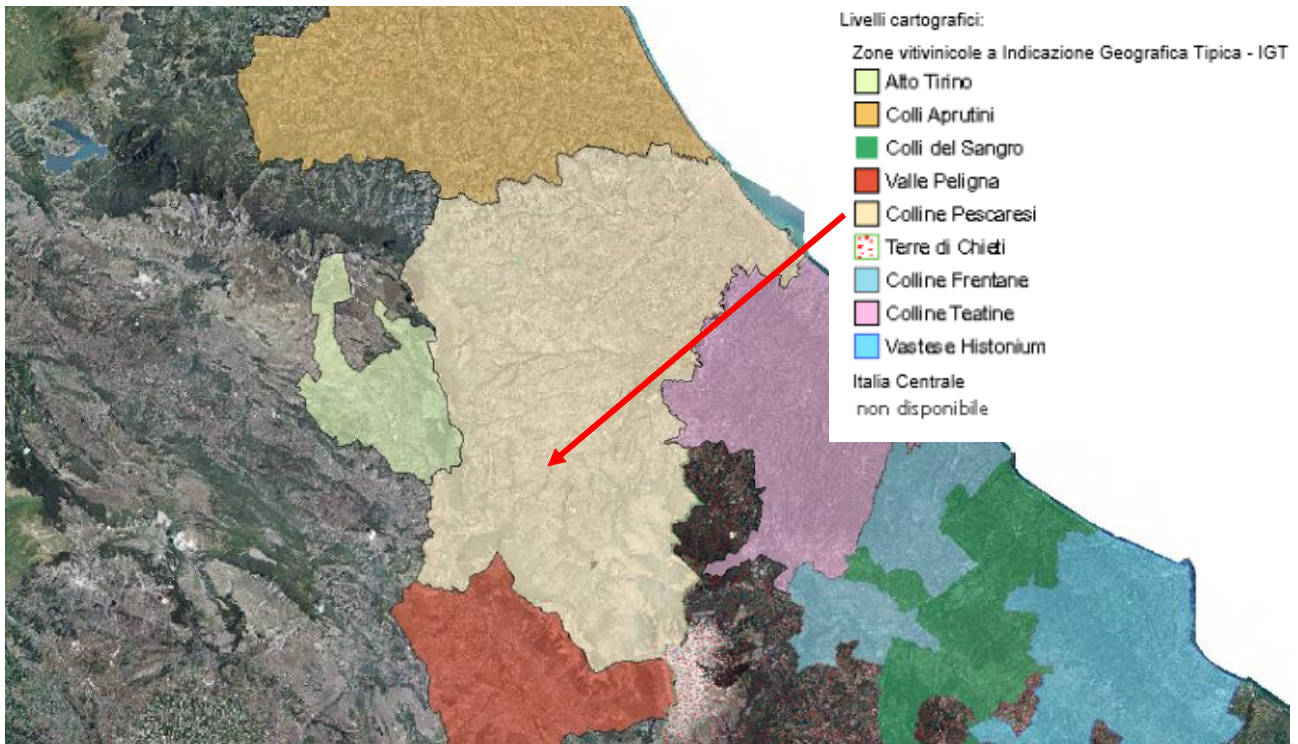 Livelli cartografici:
Zone vitivinicole a Indicazione Geografica Tipica - IGT
Alto Tirino
Colli Aprutini
Colli del Sangro
Valle Peligna
Colline Pescaresi
Terre di Chieti
Colline Frentane
Colline Teatine
Vastese Histonium
Italia Centrale
non disponibile